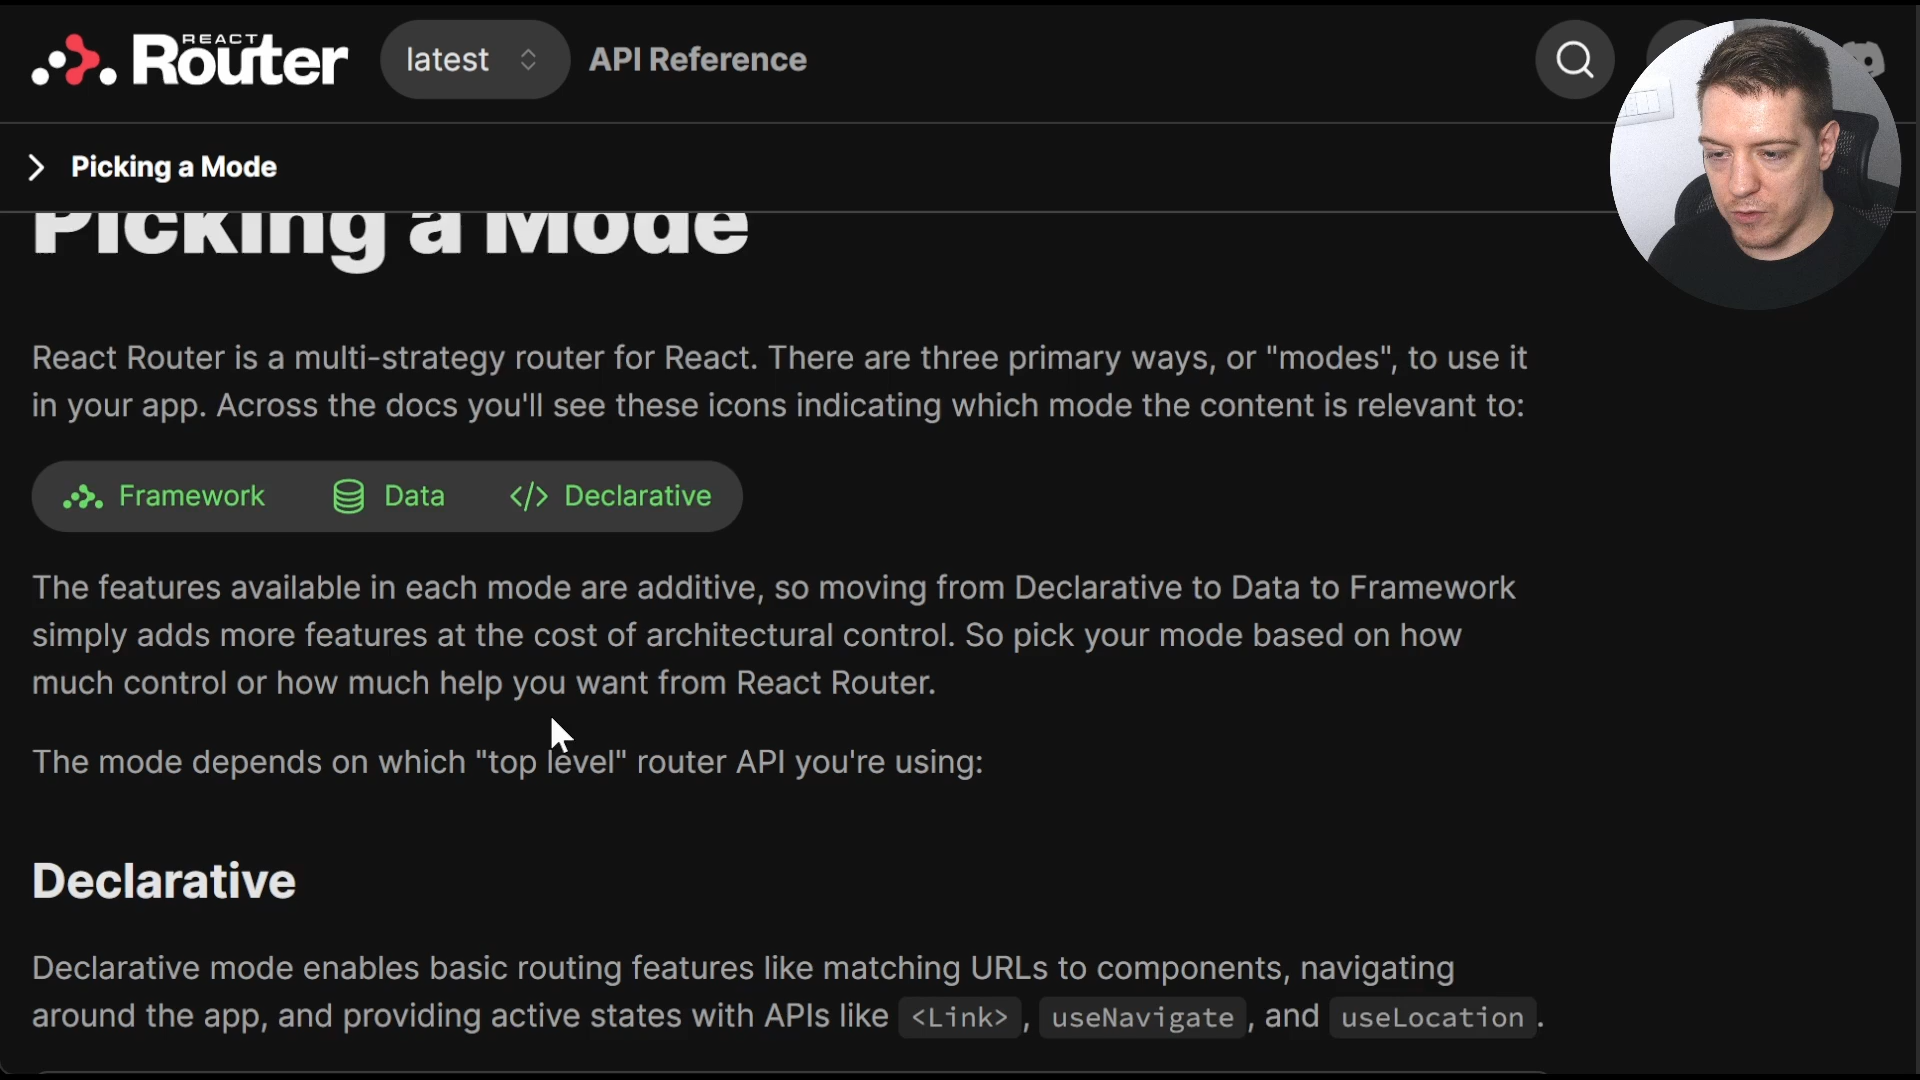 REACT
Router
latest
API Reference
Picking a Mode
Picking a Mode
React Router is a multi-strategy router for React. There are three primary ways, or "modes", to use it
in your app. Across the docs you'll see these icons indicating which mode the content is relevant to:
Framework
Data
</> Declarative
The features available in each mode are additive, so moving from Declarative to Data to Framework
simply adds more features at the cost of architectural control. So pick your mode based on how
much control or how much help you want from React Router.
The mode depends on which "top level" router API you're using:
Declarative
Declarative mode enables basic routing features like matching URLs to components, navigating
around the app, and providing active states with APIs like <Link>, useNavigate, and useLocation.